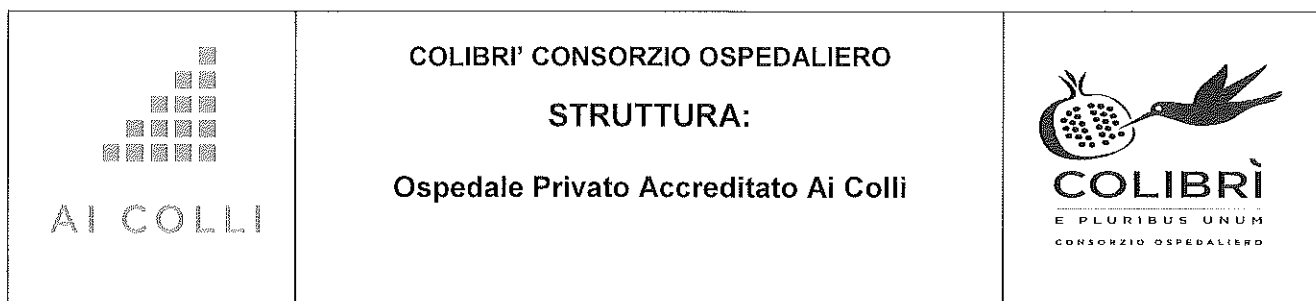 AI COLLI
COLIBRI' CONSORZIO OSPEDALIERO
STRUTTURA:
Ospedale Privato Accreditato Ai Colli
COLIBRÌ
E PLURIBUS UNUM
CONSORZIO OSPEDALIERO